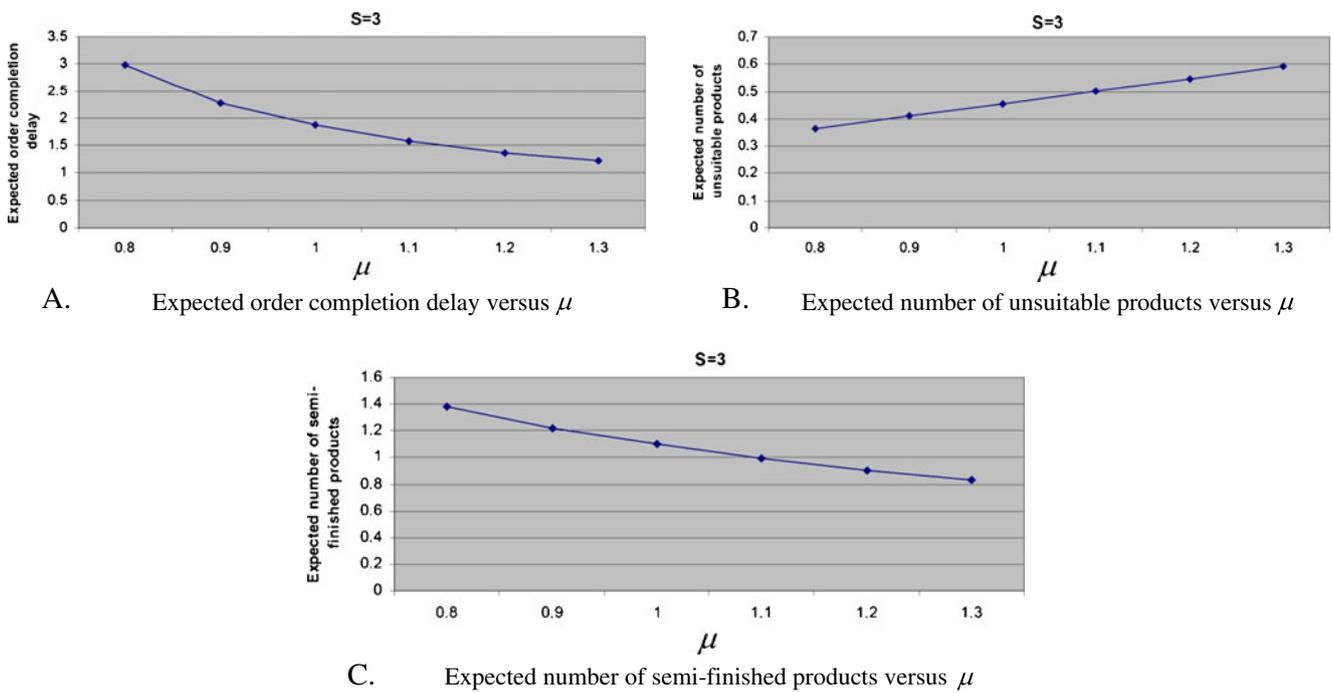 S=3
Expected order completion
delay
3.5
3
2.5
2
1.5
1
0.5
0
0.8 0.9 1 1.1 1.2 1.3
μ
A. Expected order completion delay versus μ
S=3
Expected number of
unsuitable products
0.7
0.6
0.5
0.4
0.3
0.2
0.1
0
0.8 0.9 1 1.1 1.2 1.3
μ
B. Expected number of unsuitable products versus μ
S=3
Expected number of semi-
finished products
1.6
1.4
1.2
1
0.8
0.6
0.4
0.2
0
0.8 0.9 1 1.1 1.2 1.3
μ
C. Expected number of semi-finished products versus μ